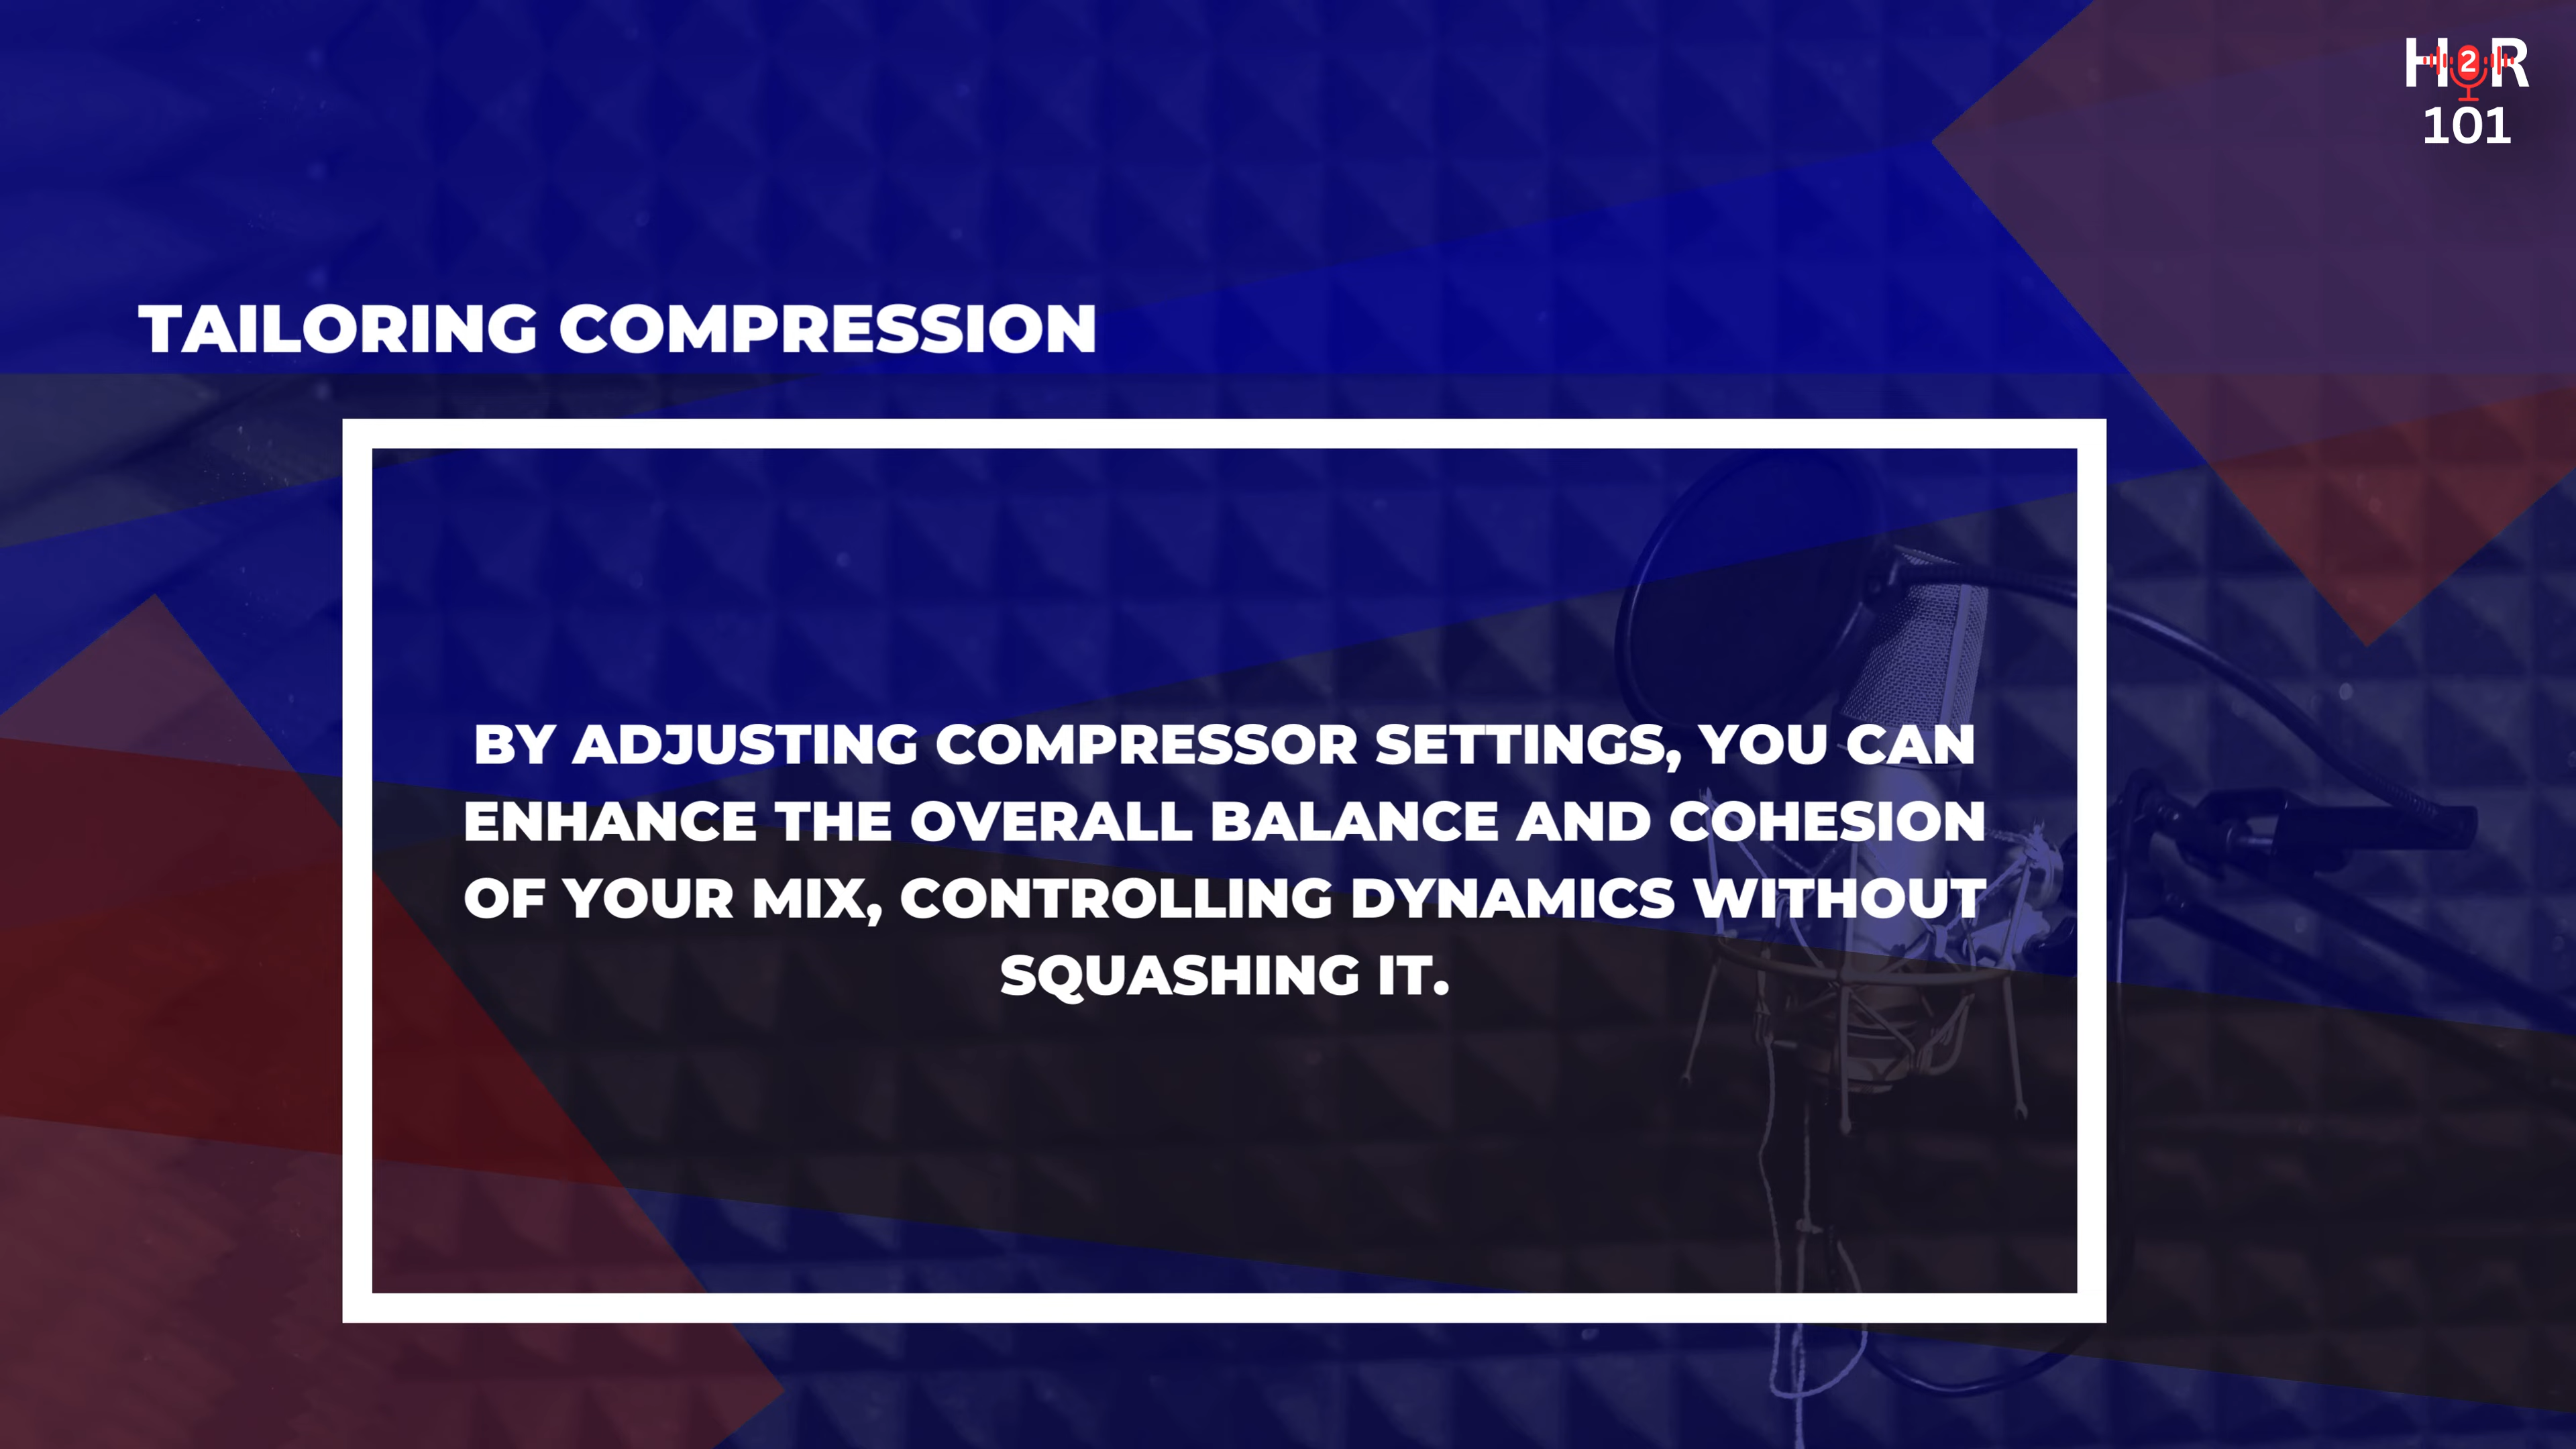 H2R
101
TAILORING COMPRESSION
BY ADJUSTING COMPRESSOR SETTINGS, YOU CAN
ENHANCE THE OVERALL BALANCE AND COHESION
OF YOUR MIX, CONTROLLING DYNAMICS WITHOUT
SQUASHING IT.